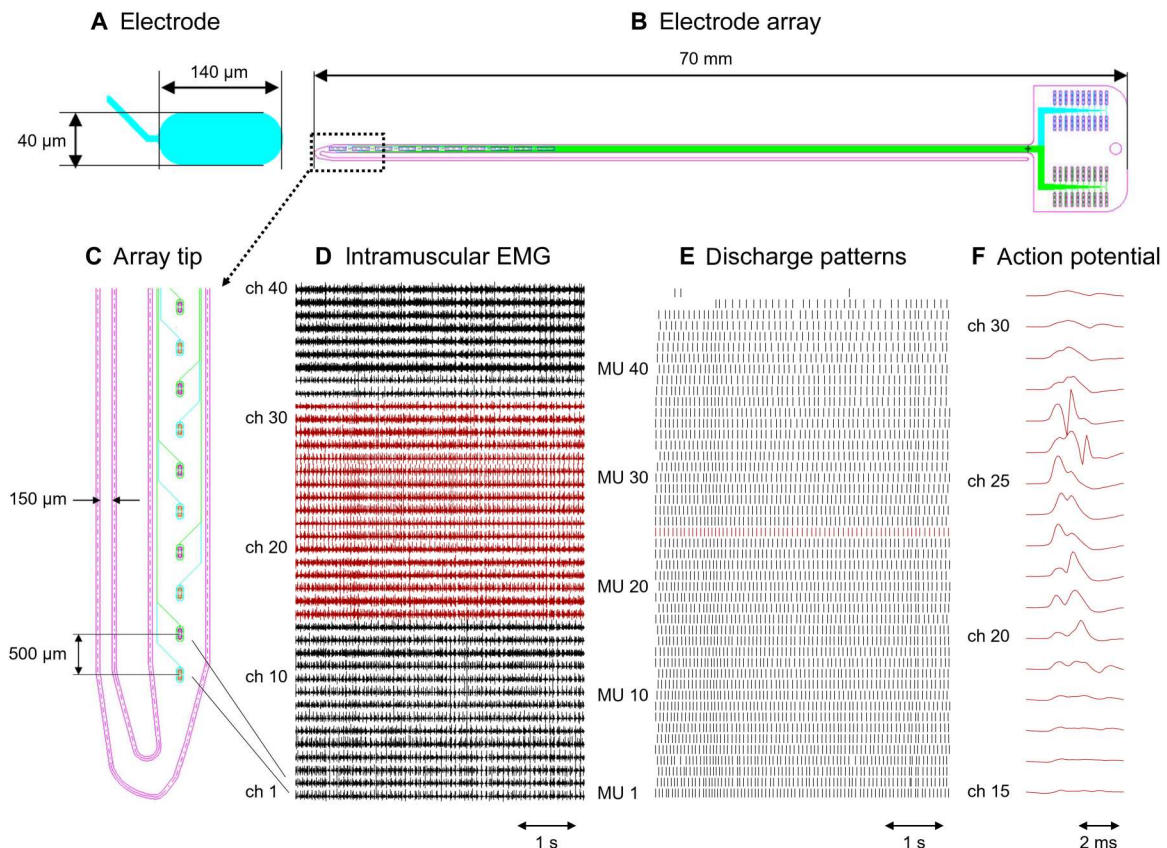 A Electrode
B Electrode array
140 µm
70 mm
40 µm
C Array tip
D Intramuscular EMG
E Discharge patterns
F Action potential
ch 40
ch 30
MU 40
ch 30
MU 30
ch 25
150 µm
ch 20
MU 20
500 µm
ch 20
ch 10
MU 10
ch 1
MU 1
ch 15
1 s
1 s
2 ms